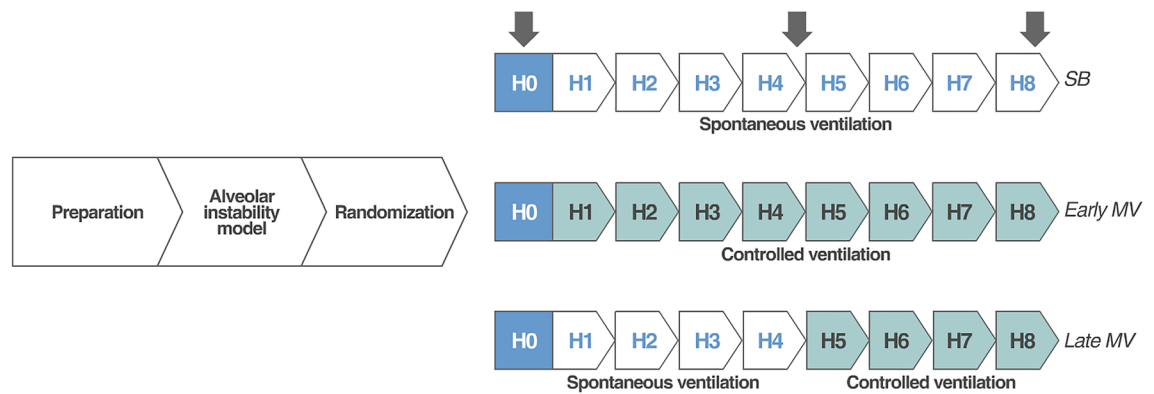 H0 H1 H2 H3 H4 H5 H6 H7 H8 SB
Spontaneous ventilation
Preparation
Alveolar
instability
model
Randomization
H0 H1 H2 H3 H4 H5 H6 H7 H8 Early MV
Controlled ventilation
H0 H1 H2 H3 H4 H5 H6 H7 H8 Late MV
Spontaneous ventilation
Controlled ventilation